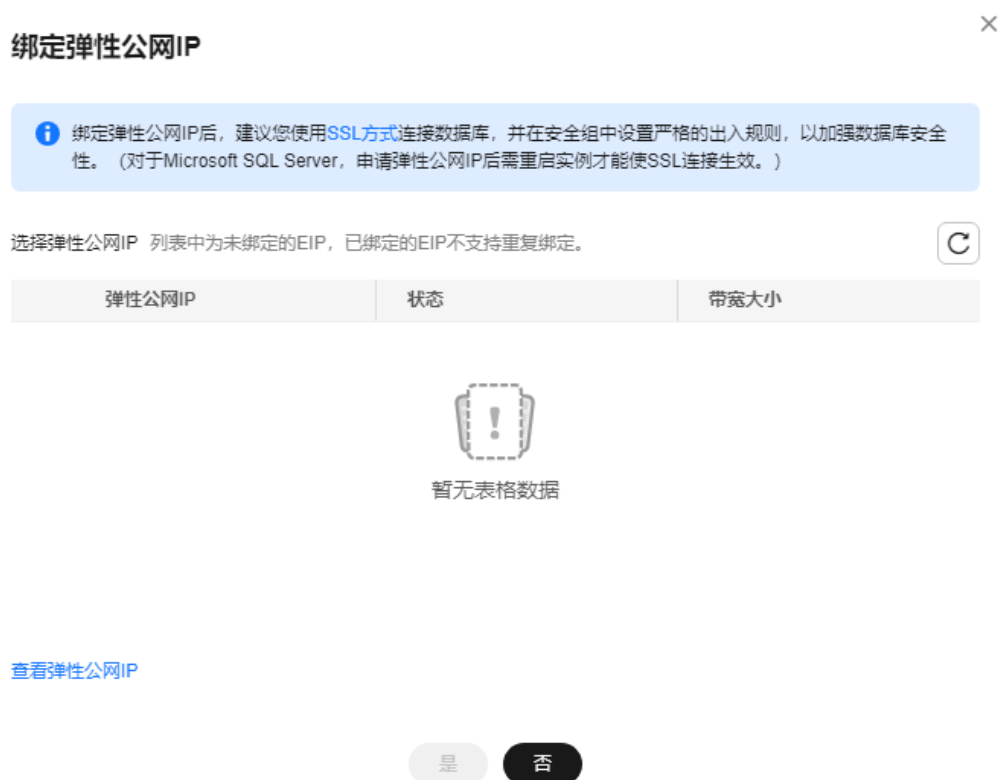 绑定弹性公网IP
绑定弹性公网IP后，建议您使用SSL方式连接数据库，并在安全组中设置严格的出入规则，以加强数据库安全
性。（对于Microsoft SQL Server，申请弹性公网IP后需重启实例才能使SSL连接生效。）
选择弹性公网IP 列表中为未绑定的EIP，已绑定的EIP不支持重复绑定。
弹性公网IP 状态 带宽大小
暂无表格数据
查看弹性公网IP
是 否